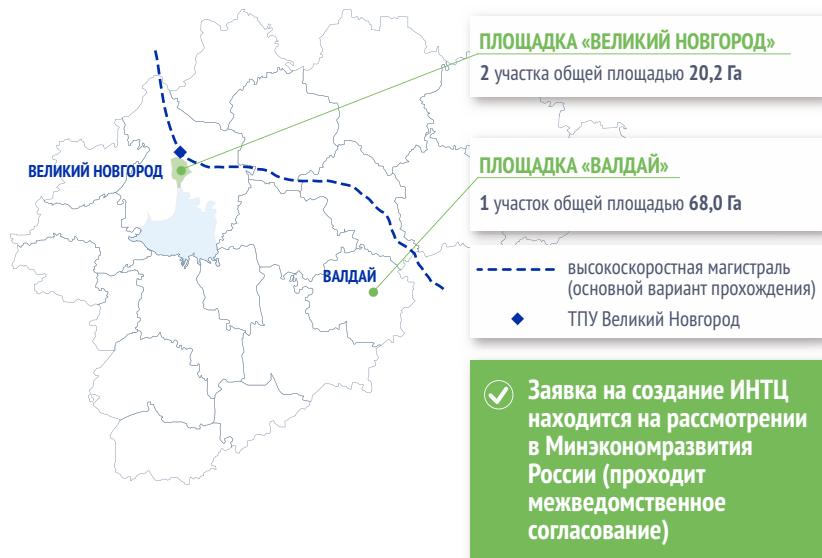 ПЛОЩАДКА «ВЕЛИКИЙ НОВГОРОД»
2 участка общей площадью 20,2 Га
ВЕЛИКИЙ НОВГОРОД
ПЛОЩАДКА «ВАЛДАЙ»
1 участок общей площадью 68,0 Га
ВАЛДАЙ
высокоскоростная магистраль
(основной вариант прохождения)
ТПУ Великий Новгород
Заявка на создание ИНТЦ
находится на рассмотрении
в Минэкономразвития
России (проходит
межведомственное
согласование)